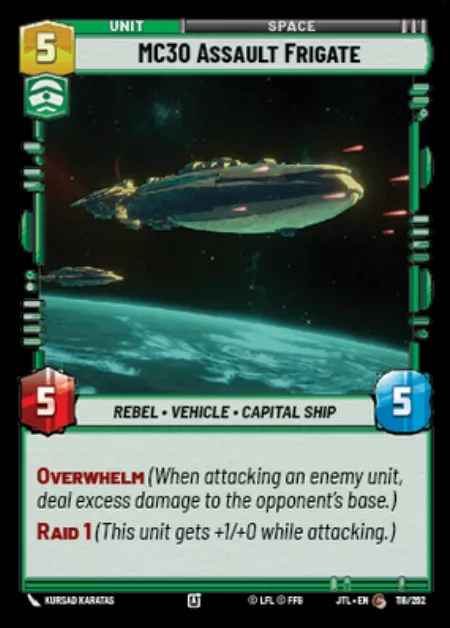 UNIT SPACE
5 MC30 ASSAULT FRIGATE
5 REBEL • VEHICLE • CAPITAL SHIP 5
OVERWHELM (When attacking an enemy unit,
deal excess damage to the opponent's base.)
RAID 1 (This unit gets +1/+0 while attacking.)
KURSAD KARATAS Ⓤ LFL © FFG JTL • EN 118/262